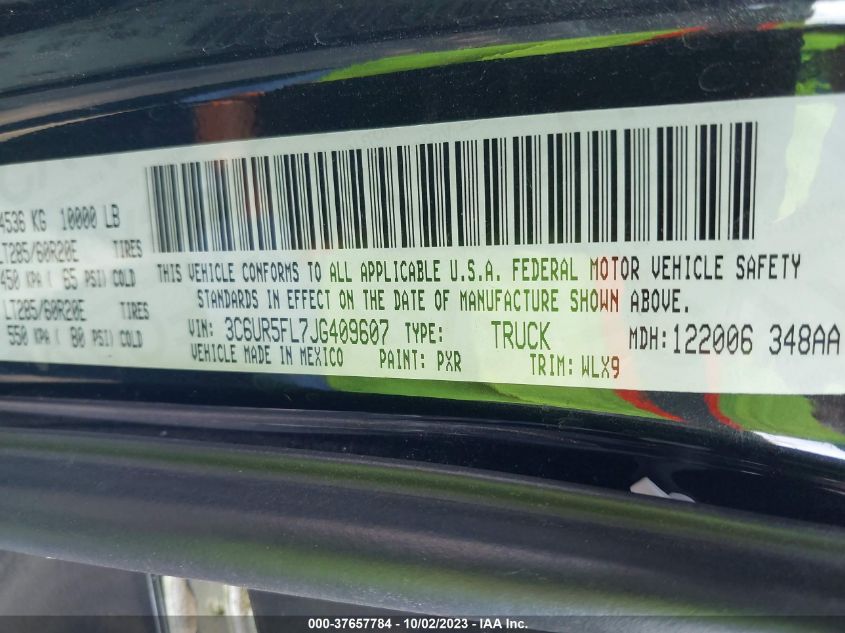 4536 KG 10000 LB
LT285/60R20E TIRES
450 KPA ( 65 PSI) COLD
LT285/60R20E TIRES
550 KPA ( 80 PSI) COLD
THIS VEHICLE CONFORMS TO ALL APPLICABLE U.S.A. FEDERAL MOTOR VEHICLE SAFETY
STANDARDS IN EFFECT ON THE DATE OF MANUFACTURE SHOWN ABOVE.
VIN: 3C6UR5FL7JG409607 TYPE: TRUCK MDH:122006 348AA
VEHICLE MADE IN MEXICO PAINT: PXR TRIM: WLX9
000-37657784 - 10/02/2023 - IAA Inc.